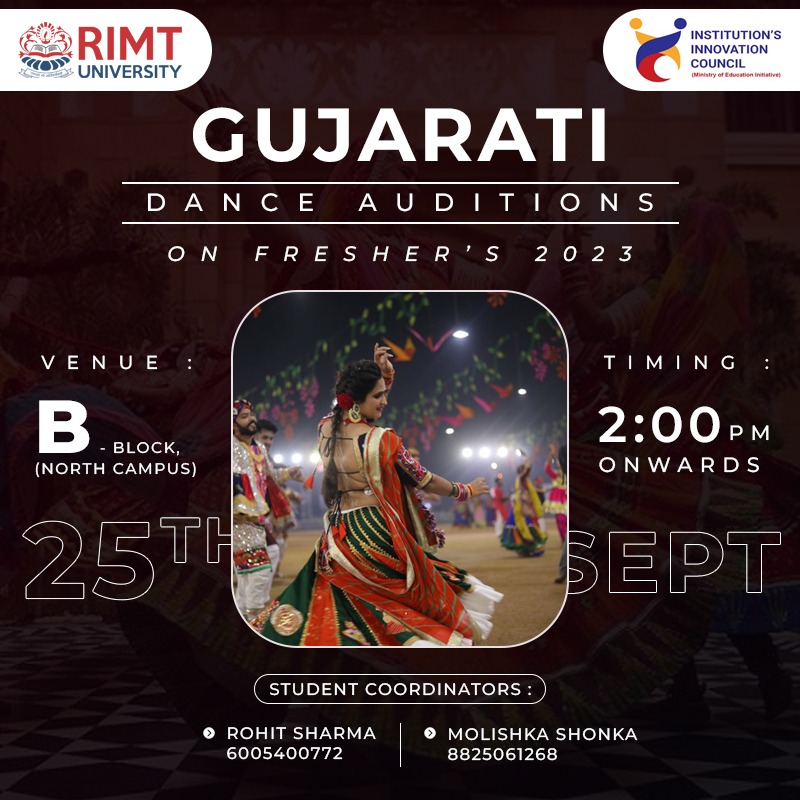 RIMT
UNIVERSITY
INSTITUTION'S
INNOVATION
COUNCIL
(Ministry of Education Initiative)
GUJARATI
DANCE AUDITIONS
ON FRESHER'S 2023
VENUE :
B - BLOCK,
(NORTH CAMPUS)
TIMING :
2:00 PM
ONWARDS
25TH SEPT
STUDENT COORDINATORS :
ROHIT SHARMA
6005400772
MOLISHKA SHONKA
8825061268